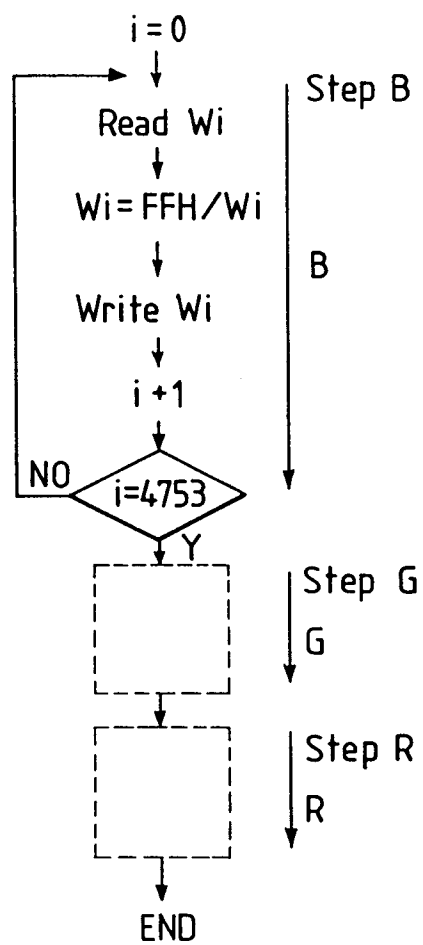 i=0
Step B
Read Wi
Wi=FFH/Wi
B
Write Wi
i+1
NO
i=4753
Y
Step G
G
Step R
R
END